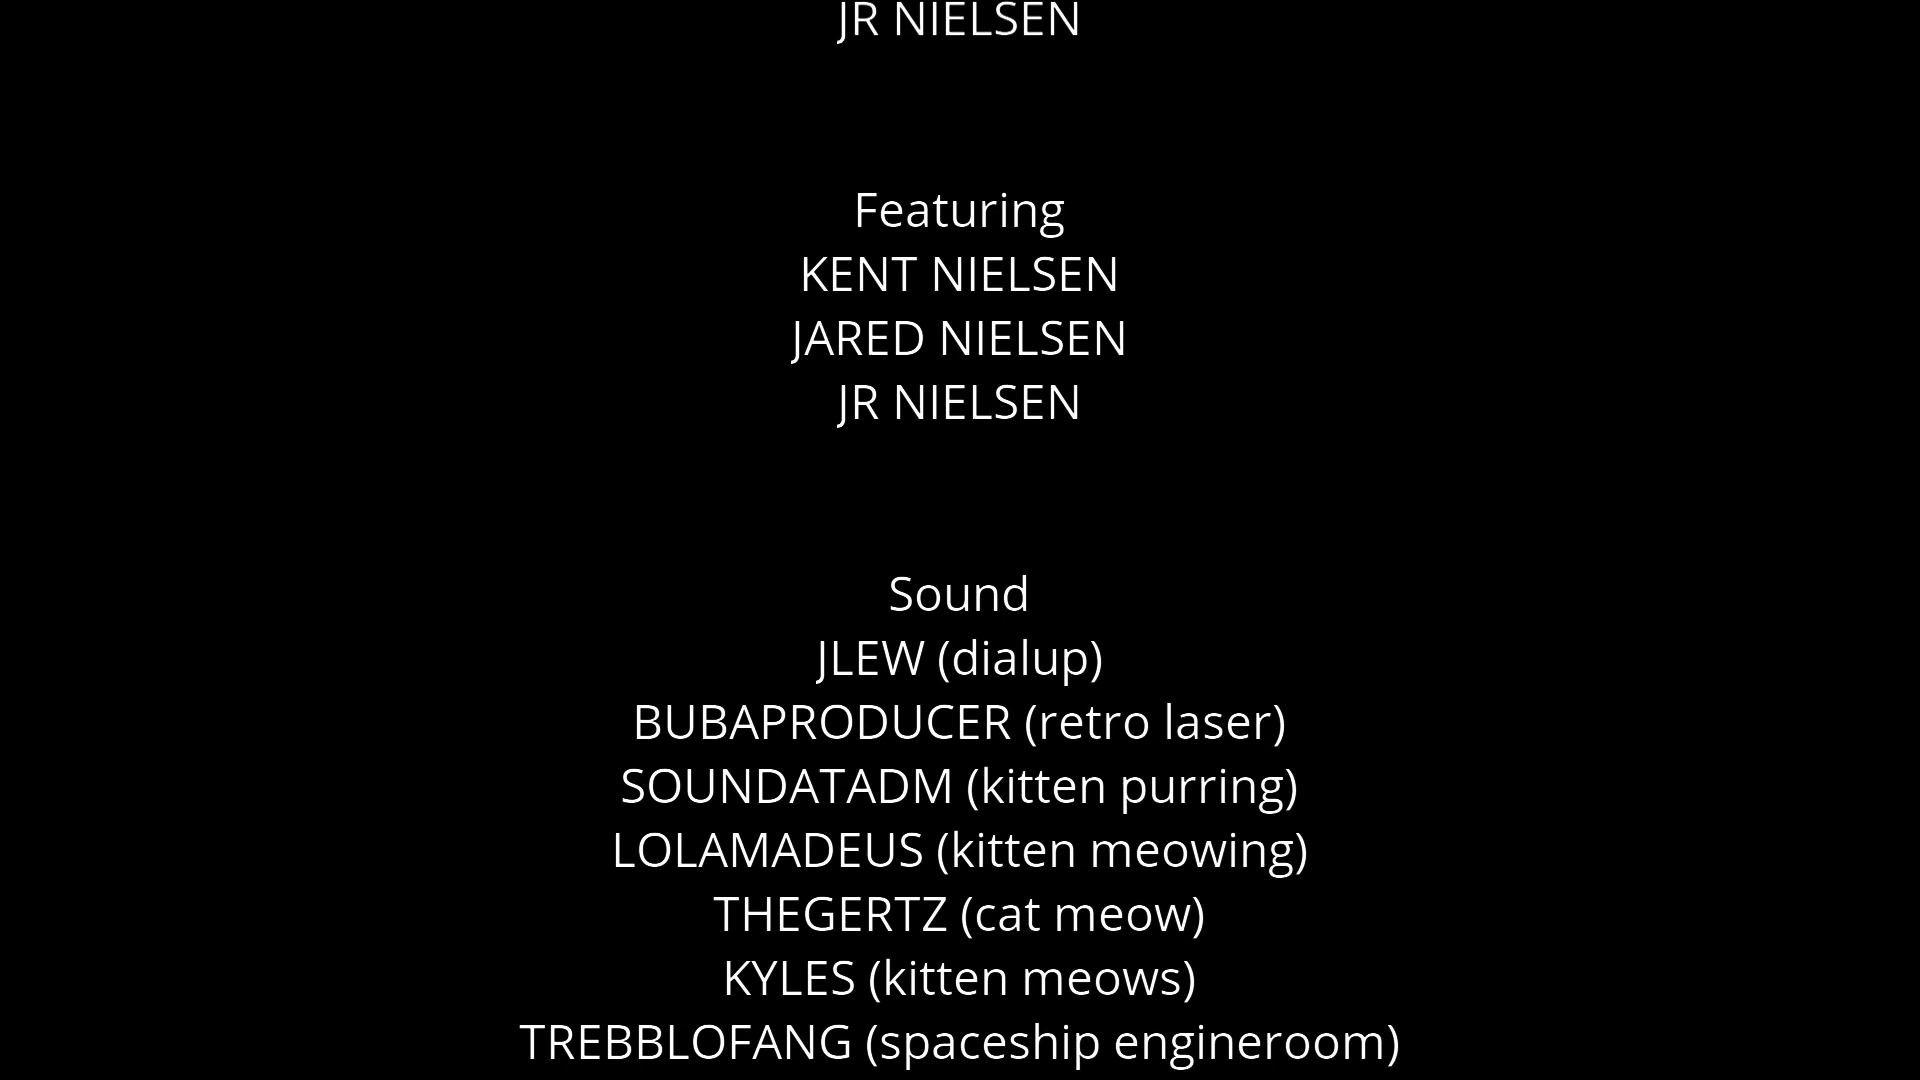 JR NIELSEN
Featuring
KENT NIELSEN
JARED NIELSEN
JR NIELSEN
Sound
JLEW (dialup)
BUBAPRODUCER (retro laser)
SOUNDATADM (kitten purring)
LOLAMADEUS (kitten meowing)
THEGERTZ (cat meow)
KYLES (kitten meows)
TREBBLOFANG (spaceship engineroom)